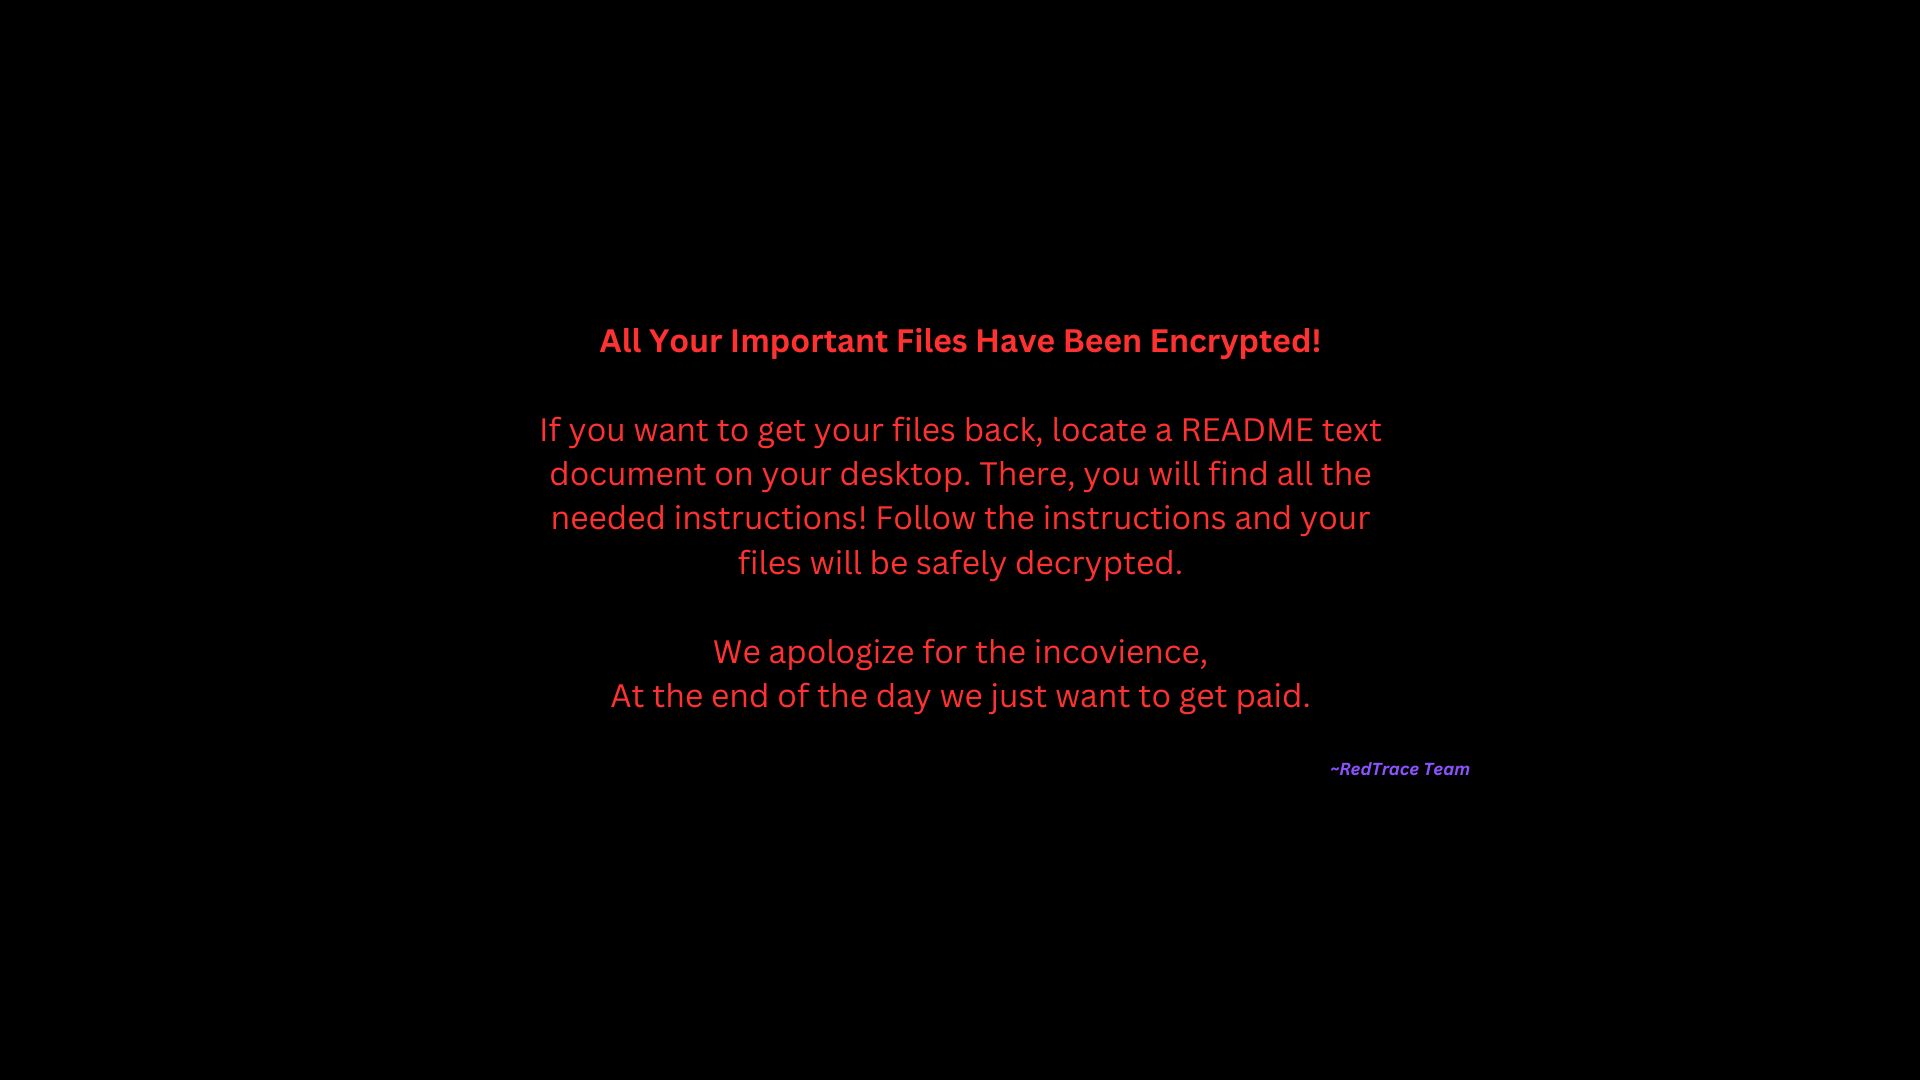 All Your Important Files Have Been Encrypted!
If you want to get your files back, locate a README text
document on your desktop. There, you will find all the
needed instructions! Follow the instructions and your
files will be safely decrypted.
We apologize for the incovience,
At the end of the day we just want to get paid.
~RedTrace Team